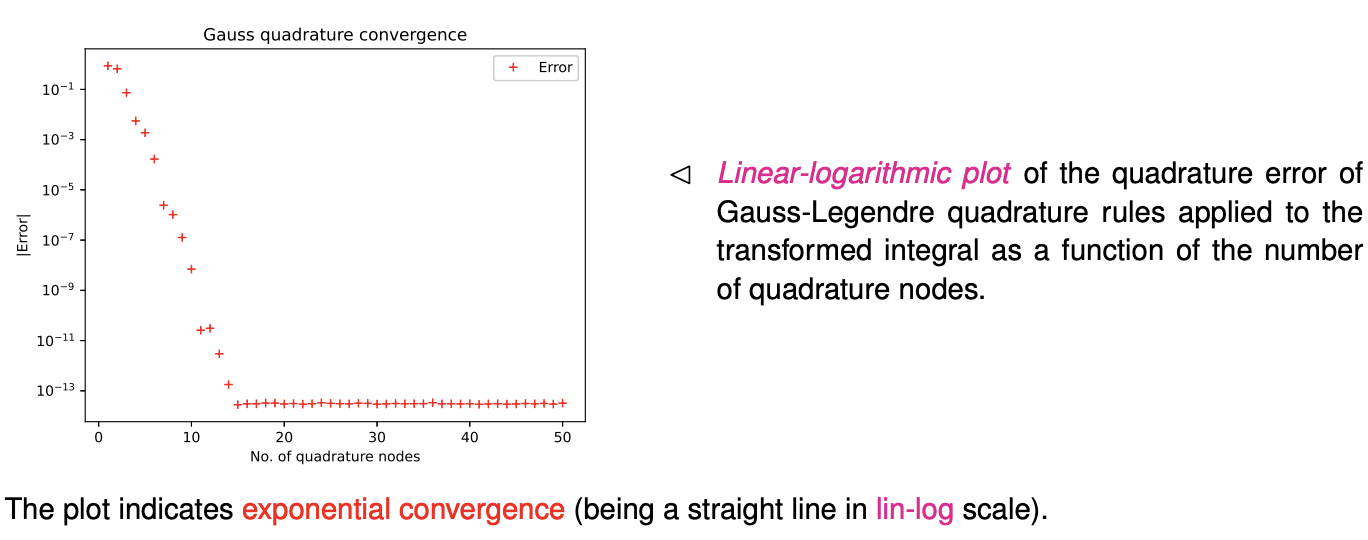 Gauss quadrature convergence
Error
10⁻¹
10⁻³
10⁻⁵
10⁻⁷
10⁻⁹
10⁻¹¹
10⁻¹³
|Error|
0 10 20 30 40 50
No. of quadrature nodes
Linear-logarithmic plot of the quadrature error of
Gauss-Legendre quadrature rules applied to the
transformed integral as a function of the number
of quadrature nodes.
The plot indicates exponential convergence (being a straight line in lin-log scale).